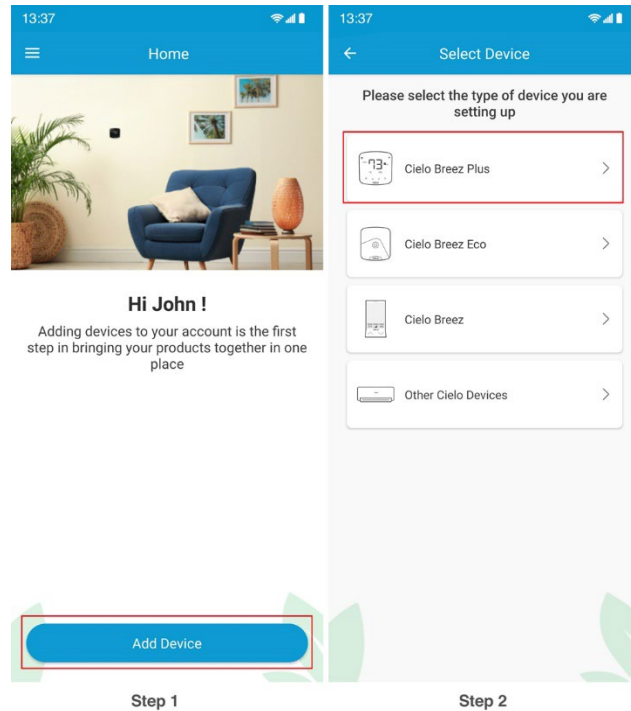 13:37
Home
Hi John !
Adding devices to your account is the first
step in bringing your products together in one
place
Add Device
Step 1
13:37
Select Device
Please select the type of device you are
setting up
73
Cielo Breez Plus
Cielo Breez Eco
Cielo Breez
Other Cielo Devices
Step 2